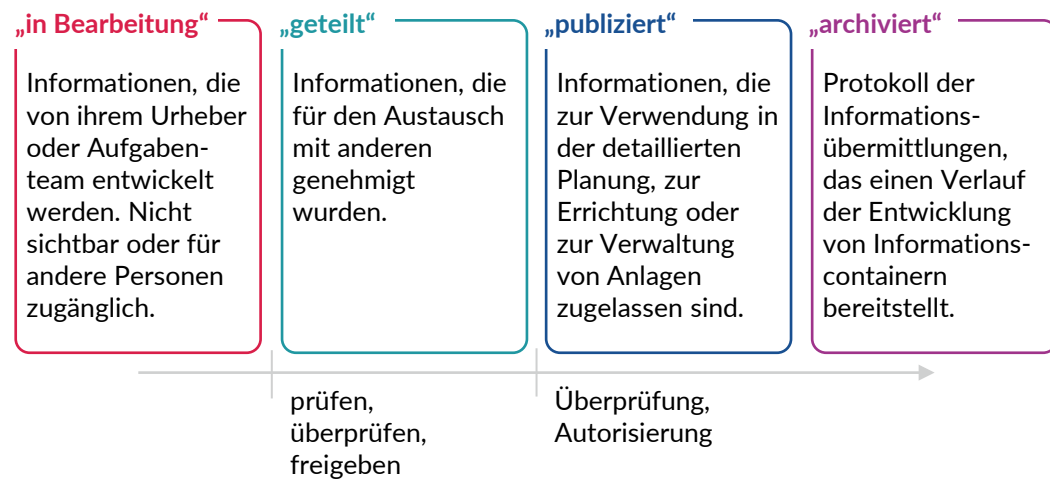 „in Bearbeitung“
Informationen, die
von ihrem Urheber
oder Aufgaben-
team entwickelt
werden. Nicht
sichtbar oder für
andere Personen
zugänglich.
„geteilt“
Informationen, die
für den Austausch
mit anderen
genehmigt
wurden.
„publiziert“
Informationen, die
zur Verwendung in
der detaillierten
Planung, zur
Errichtung oder
zur Verwaltung
von Anlagen
zugelassen sind.
„archiviert“
Protokoll der
Informations-
übermittlungen,
das einen Verlauf
der Entwicklung
von Informations-
containern
bereitstellt.
prüfen,
überprüfen,
freigeben
Überprüfung,
Autorisierung